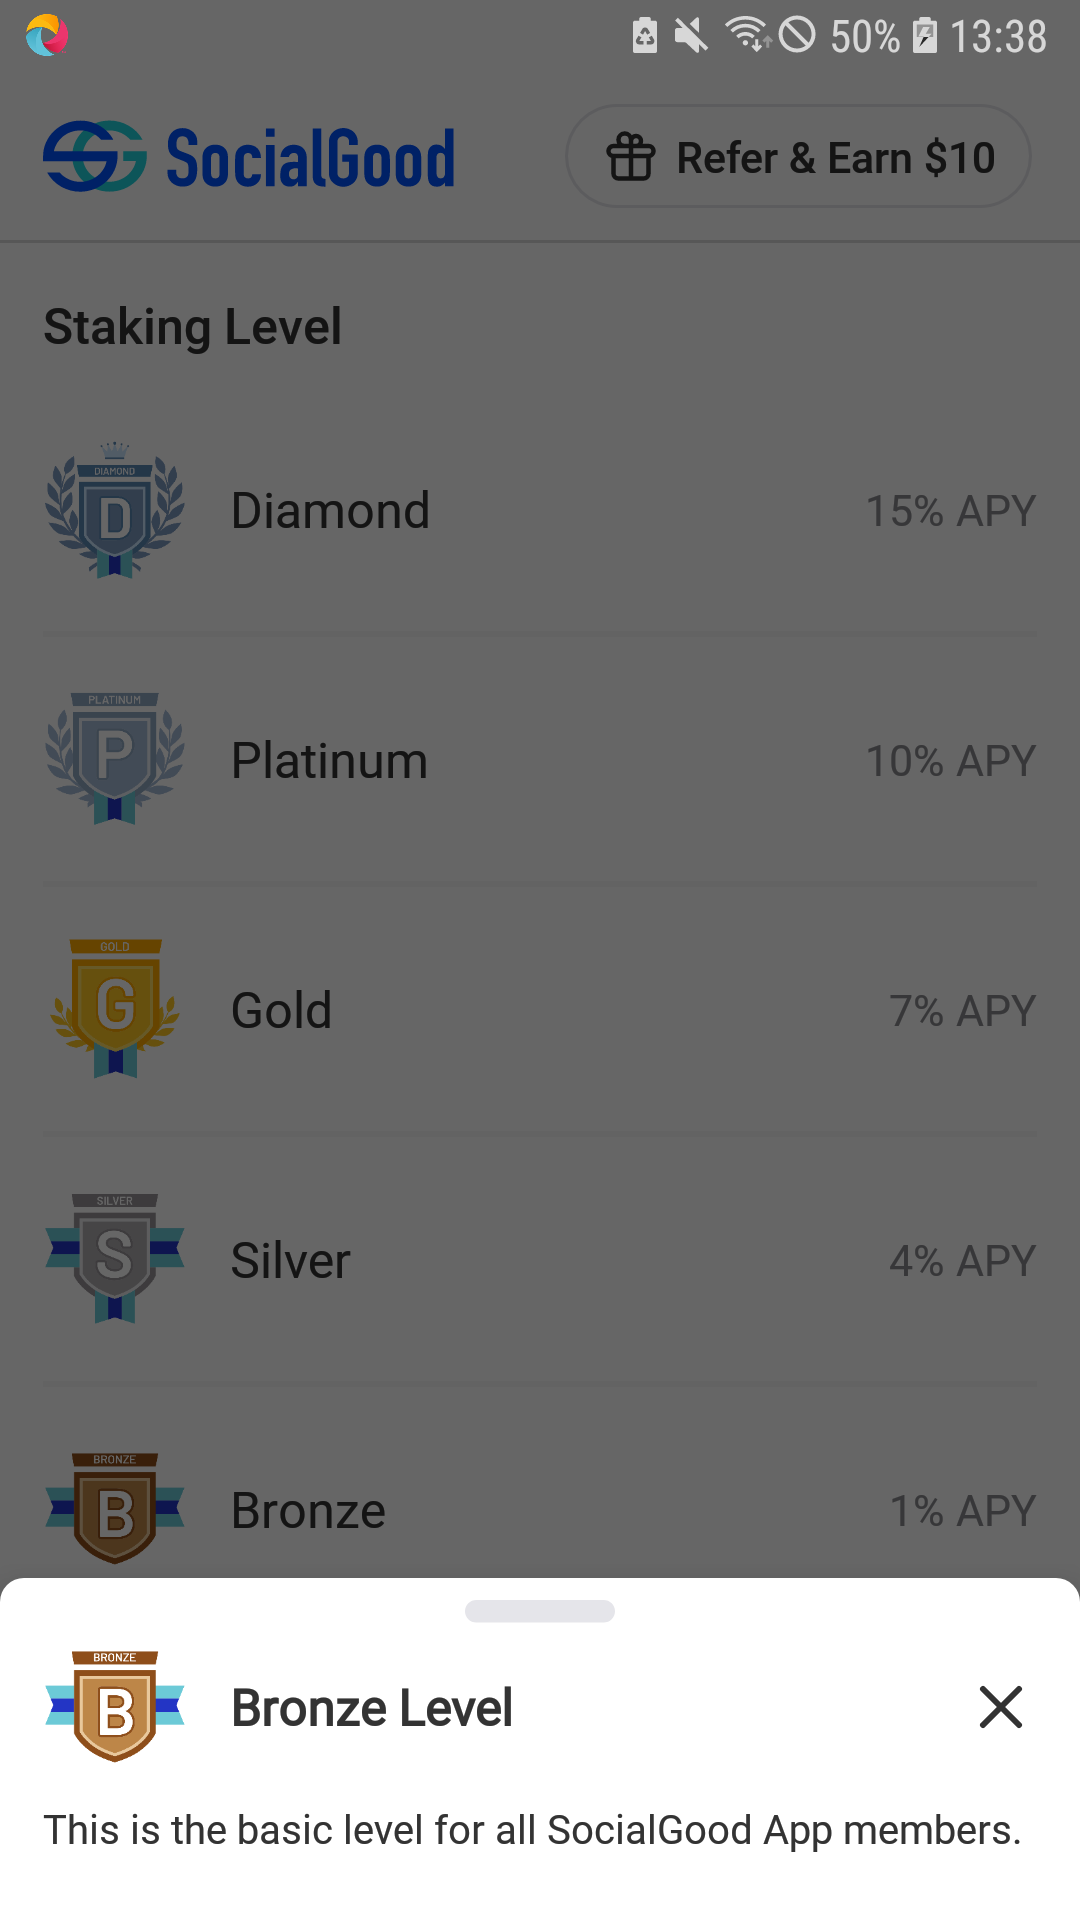 50% 13:38
SocialGood
Refer & Earn $10
Staking Level
DIAMOND
D
Diamond
15% APY
PLATINUM
P
Platinum
10% APY
GOLD
G
Gold
7% APY
SILVER
S
Silver
4% APY
BRONZE
B
Bronze
1% APY
BRONZE
B
Bronze Level
This is the basic level for all SocialGood App members.